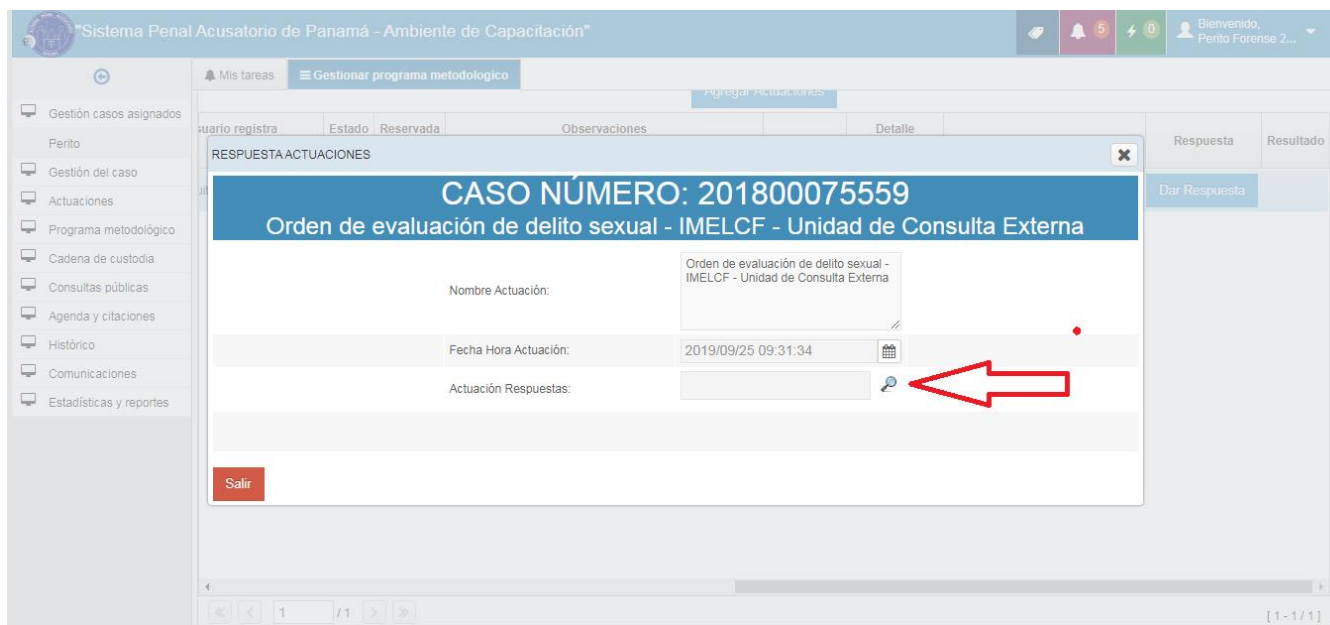 "Sistema Penal Acusatorio de Panamá - Ambiente de Capacitación"
5
0
Bienvenido,
Perito Forense 2...
Mis tareas
Gestionar programa metodologico
Agregar Actuaciones
Gestión casos asignados
Perito
Gestión del caso
Actuaciones
Programa metodológico
Cadena de custodia
Consultas públicas
Agenda y citaciones
Histórico
Comunicaciones
Estadísticas y reportes
suario registra
Estado
Reservada
Observaciones
Detalle
Respuesta
Resultado
RESPUESTA ACTUACIONES
CASO NÚMERO: 201800075559
Orden de evaluación de delito sexual - IMELCF - Unidad de Consulta Externa
Dar Respuesta
Nombre Actuación:
Orden de evaluación de delito sexual -
IMELCF - Unidad de Consulta Externa
Fecha Hora Actuación:
2019/09/25 09:31:34
Actuación Respuestas:
Salir
1
/ 1
[ 1 - 1 / 1 ]